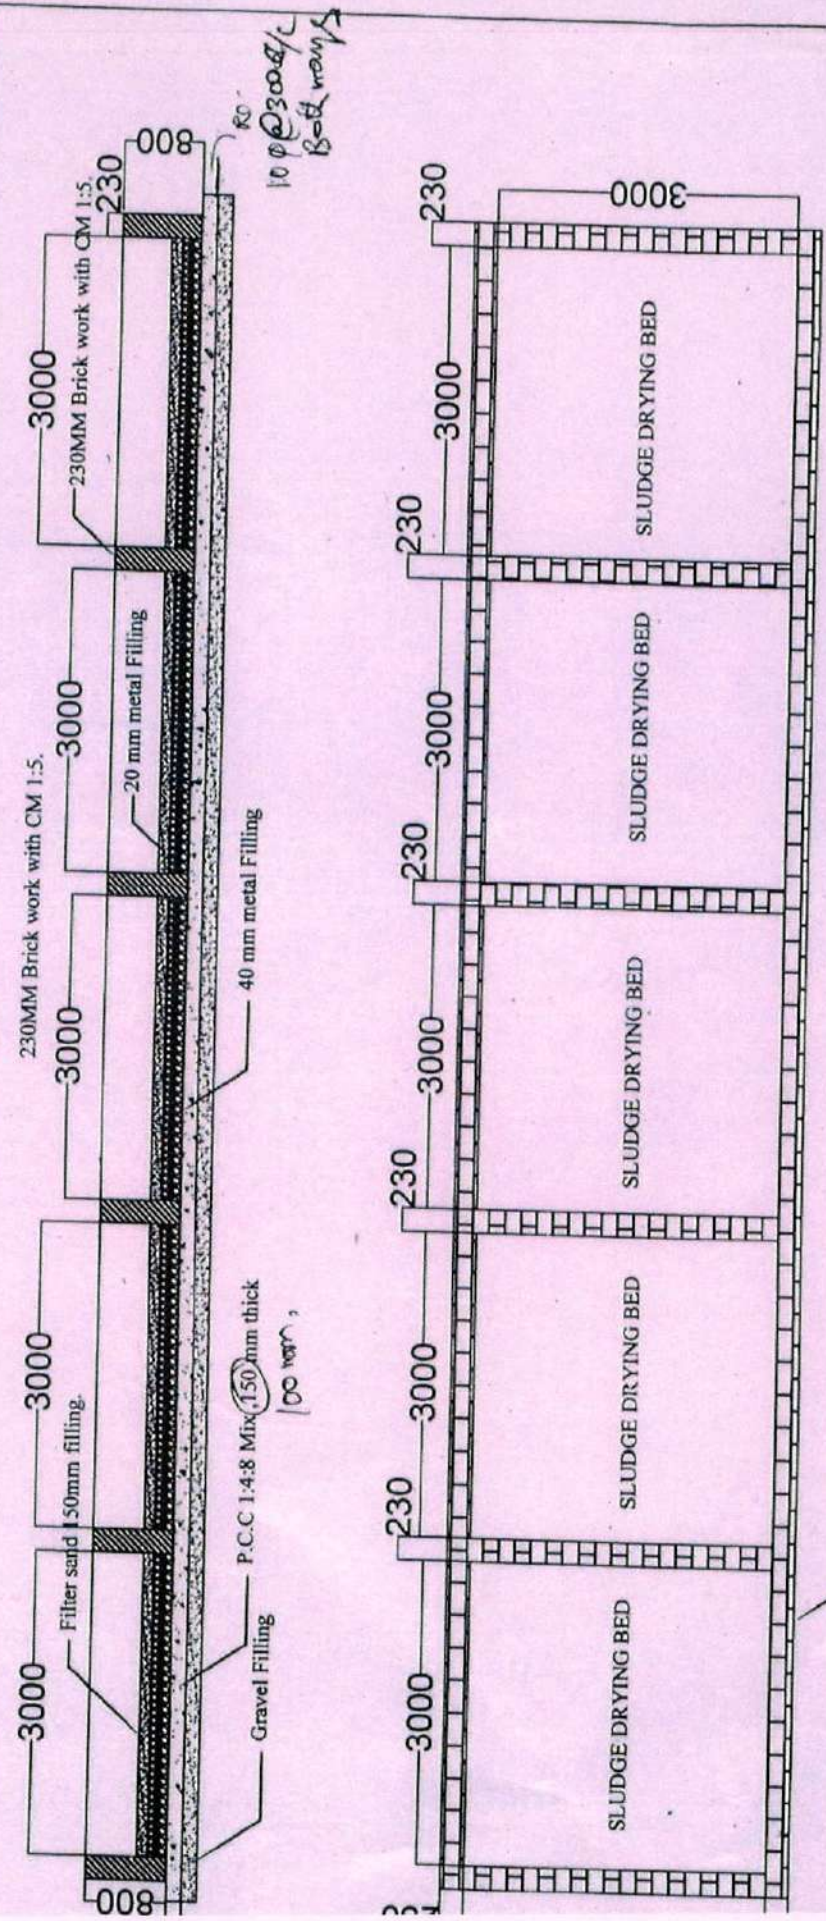 3000
3000
3000
3000
3000
230MM Brick work with CM 1:5.
230MM Brick work with CM 1:5.
230
800
800
Filter sand 150mm filling.
20 mm metal Filling
40 mm metal Filling
P.C.C 1:4:8 Mix,150 mm thick
100 mm,
Gravel Filling
10 φ @ 300 c/c
Both ways
230
230
230
230
230
3000
3000
3000
3000
3000
3000
SLUDGE DRYING BED
SLUDGE DRYING BED
SLUDGE DRYING BED
SLUDGE DRYING BED
SLUDGE DRYING BED